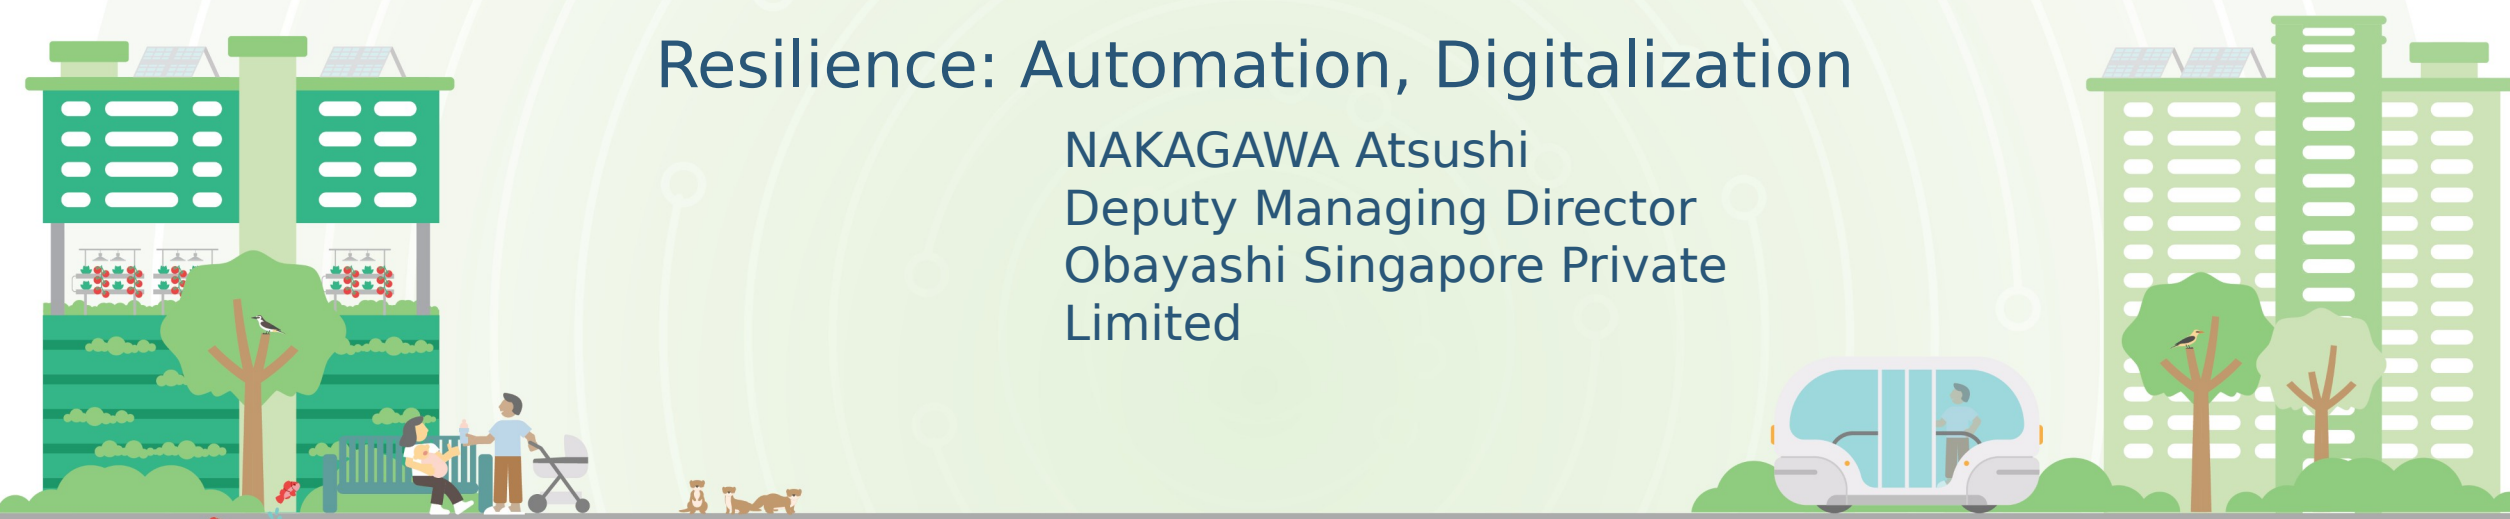 Resilience: Automation, Digitalization
NAKAGAWA Atsushi
Deputy Managing Director
Obayashi Singapore Private
Limited